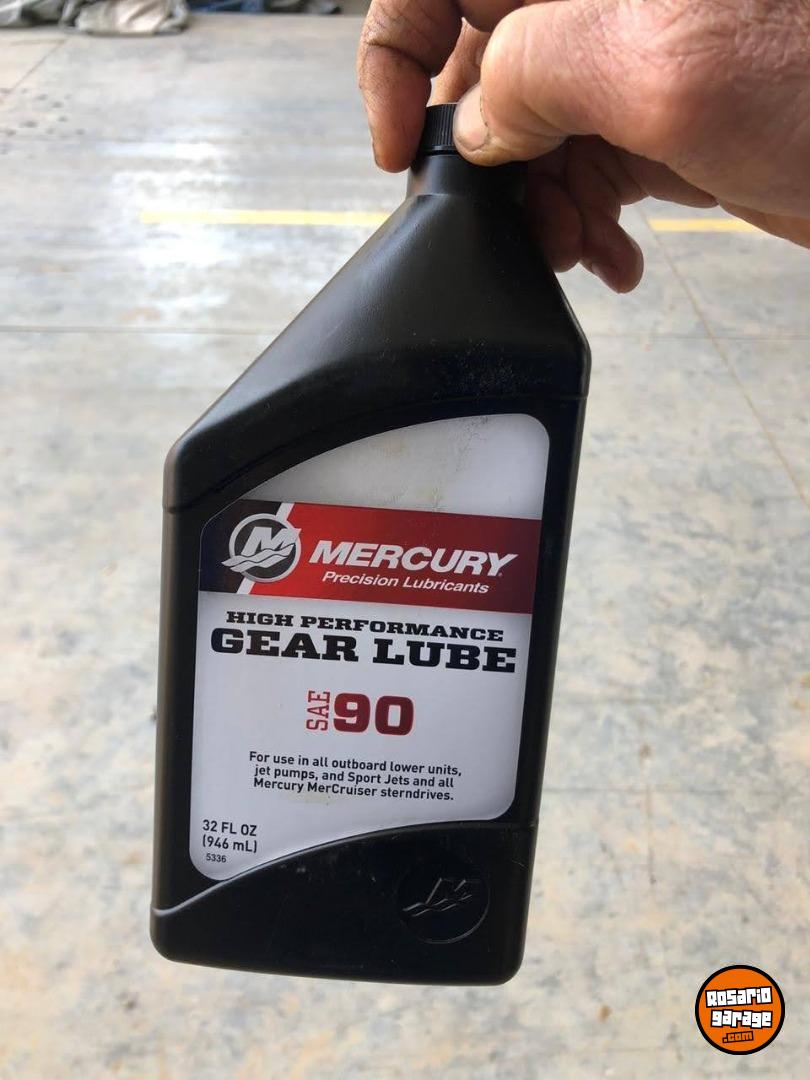 MERCURY
Precision Lubricants
HIGH PERFORMANCE
GEAR LUBE
SAE 90
For use in all outboard lower units,
jet pumps, and Sport Jets and all
Mercury MerCruiser sterndrives.
32 FL OZ
(946 mL)
5336
Rosario
garage
.com